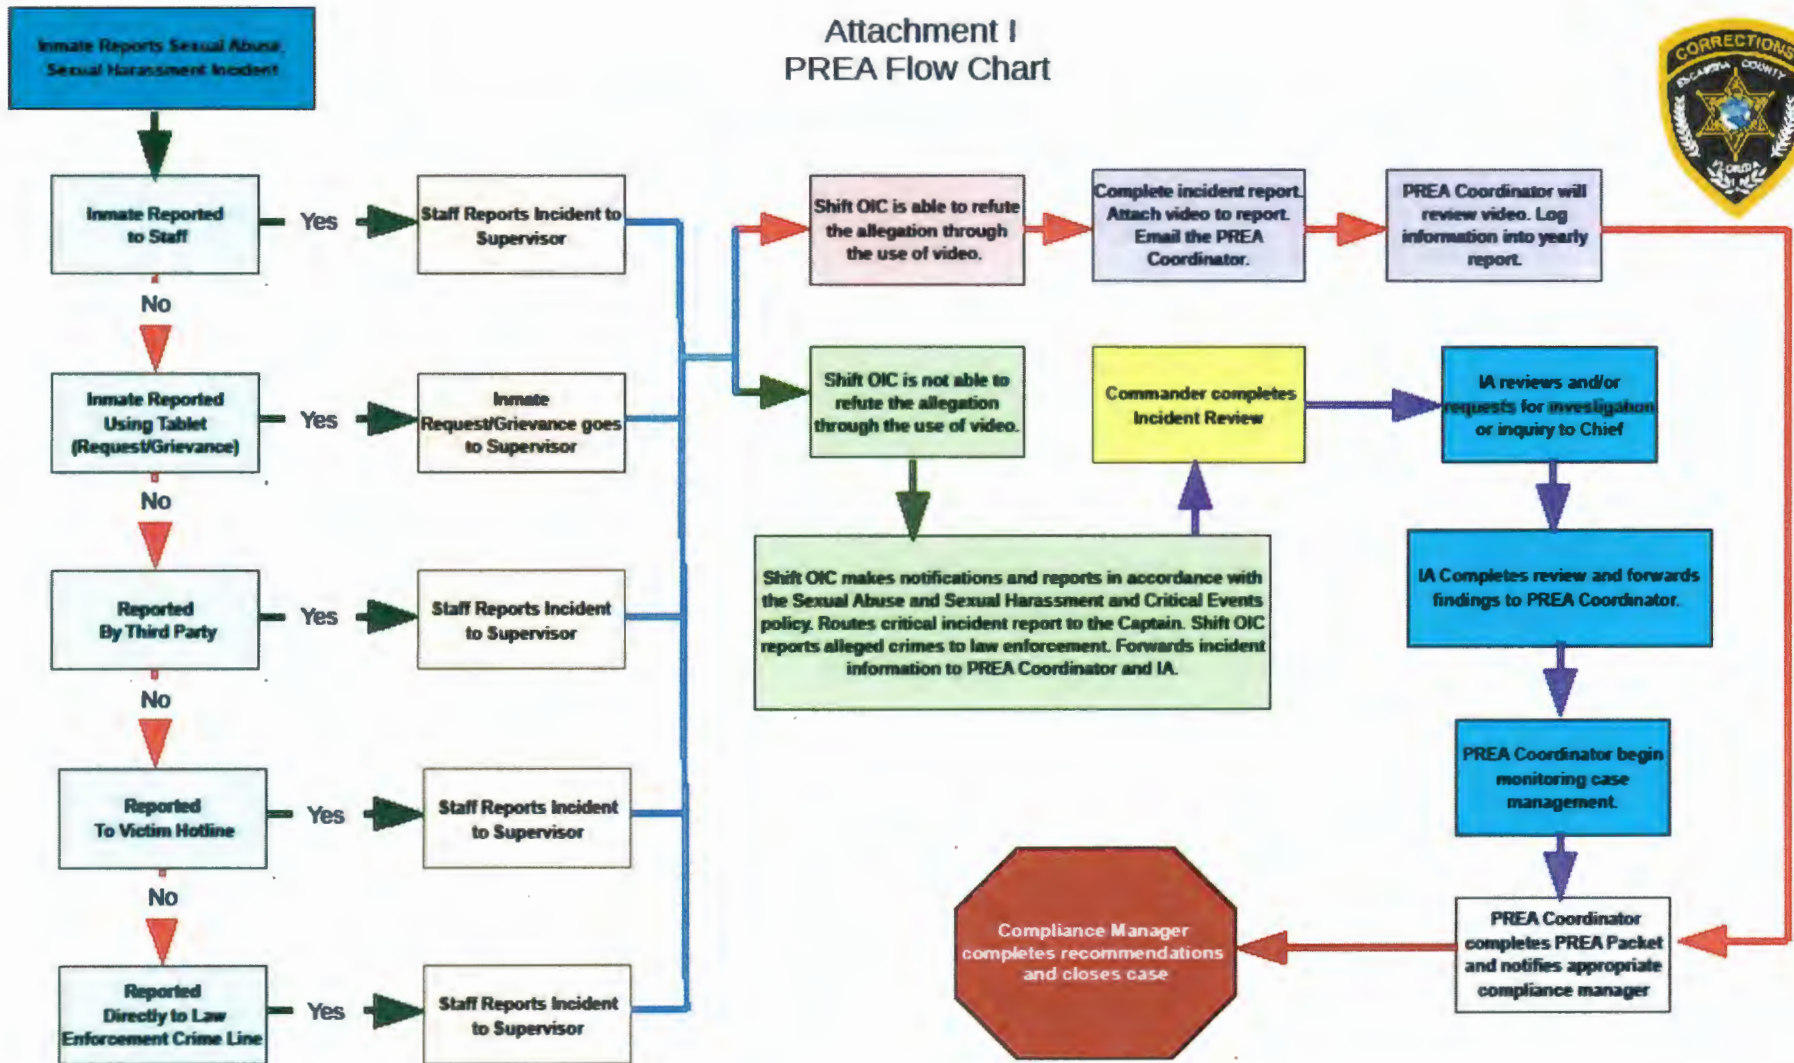 Attachment I
PREA Flow Chart
CORRECTIONS
ESCAMBIA COUNTY
FLORIDA
Inmate Reports Sexual Abuse,
Sexual Harassment Incident
Inmate Reported
to Staff
Yes
Staff Reports Incident to
Supervisor
No
Inmate Reported
Using Tablet
(Request/Grievance)
Yes
Inmate
Request/Grievance goes
to Supervisor
No
Reported
By Third Party
Yes
Staff Reports Incident
to Supervisor
No
Reported
To Victim Hotline
Yes
Staff Reports Incident
to Supervisor
No
Reported
Directly to Law
Enforcement Crime Line
Yes
Staff Reports Incident
to Supervisor
Shift OIC is able to refute
the allegation through
the use of video.
Complete incident report.
Attach video to report.
Email the PREA
Coordinator.
PREA Coordinator will
review video. Log
information into yearly
report.
Shift OIC is not able to
refute the allegation
through the use of video.
Shift OIC makes notifications and reports in accordance with
the Sexual Abuse and Sexual Harassment and Critical Events
policy. Routes critical incident report to the Captain. Shift OIC
reports alleged crimes to law enforcement. Forwards incident
information to PREA Coordinator and IA.
Commander completes
Incident Review
IA reviews and/or
requests for investigation
or inquiry to Chief
IA Completes review and forwards
findings to PREA Coordinator.
PREA Coordinator begin
monitoring case
management.
PREA Coordinator
completes PREA Packet
and notifies appropriate
compliance manager
Compliance Manager
completes recommendations
and closes case